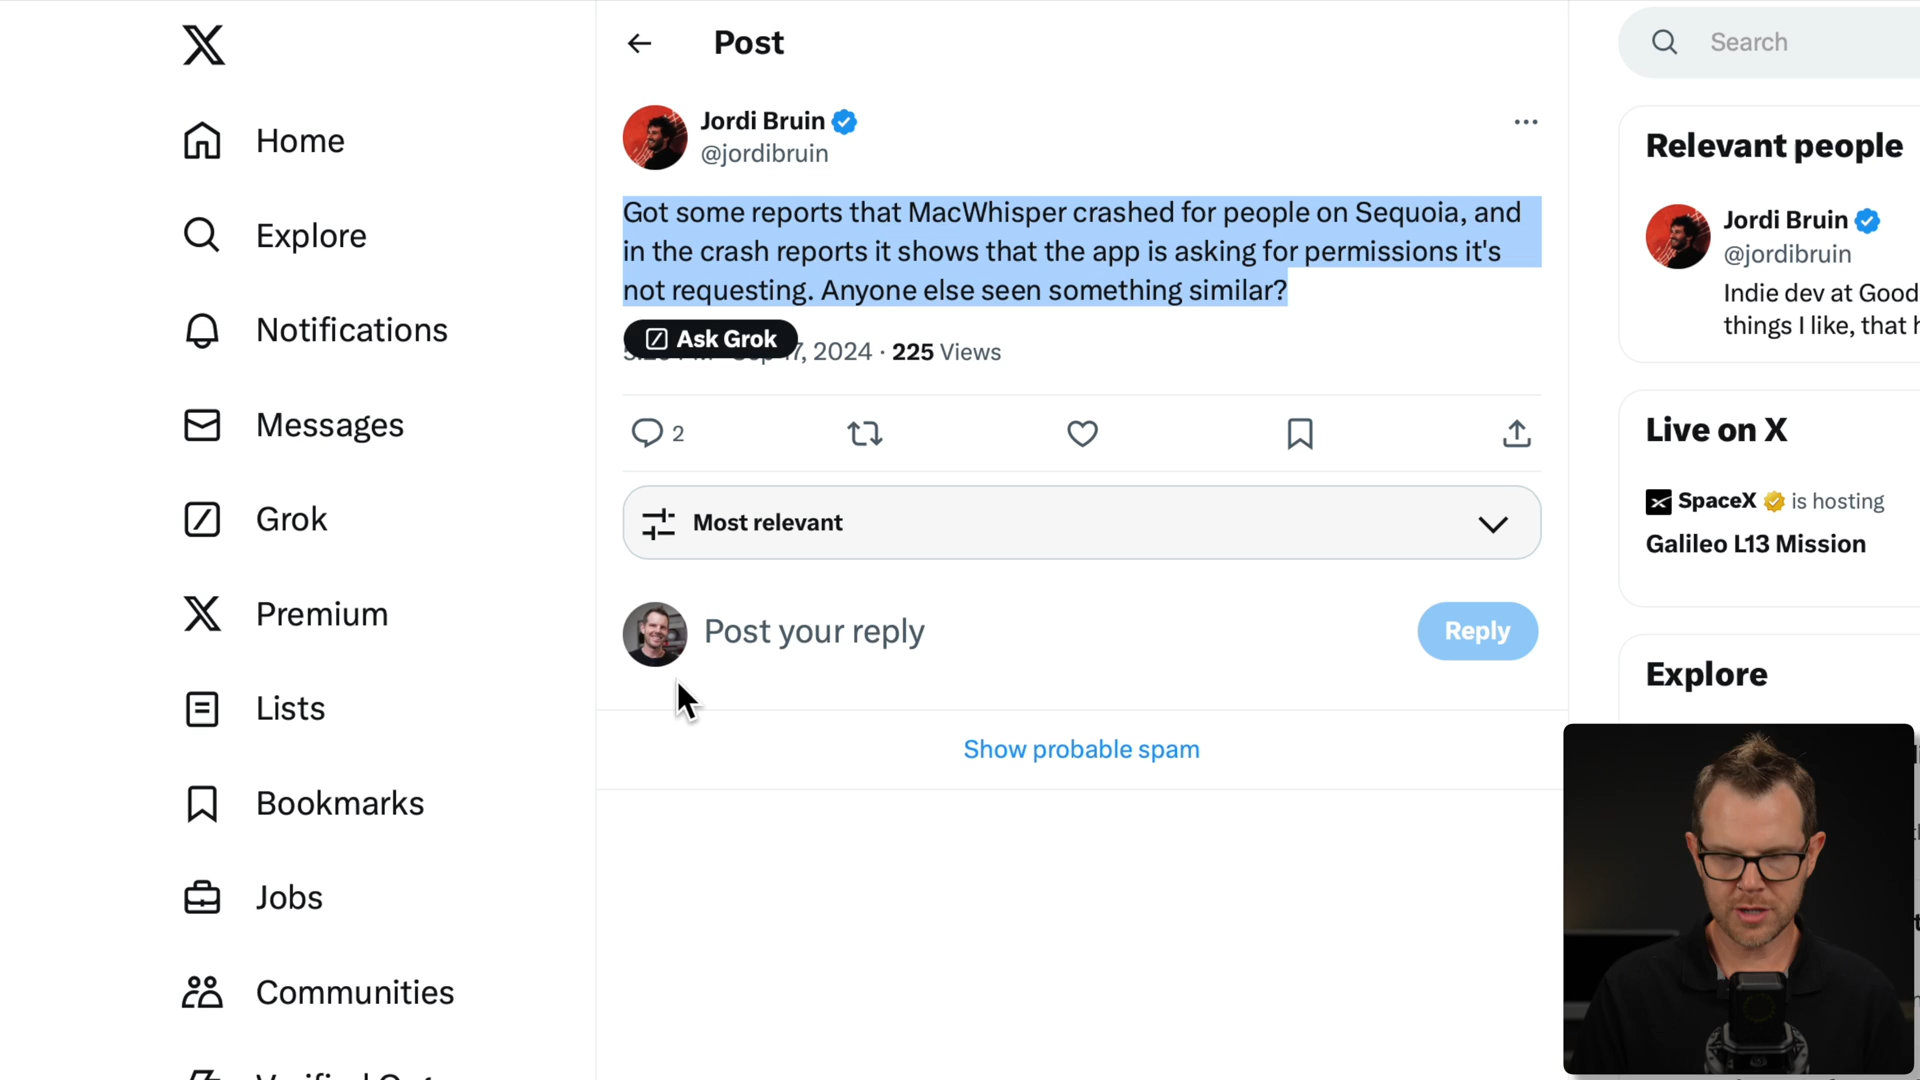 Home
Explore
Notifications
Messages
Grok
Premium
Lists
Bookmarks
Jobs
Communities
Post
Jordi Bruin
@jordibruin
Got some reports that MacWhisper crashed for people on Sequoia, and
in the crash reports it shows that the app is asking for permissions it's
not requesting. Anyone else seen something similar?
Ask Grok
7, 2024 · 225 Views
2
Most relevant
Post your reply
Reply
Show probable spam
Search
Relevant people
Jordi Bruin
@jordibruin
Indie dev at Good
things I like, that h
Live on X
SpaceX is hosting
Galileo L13 Mission
Explore